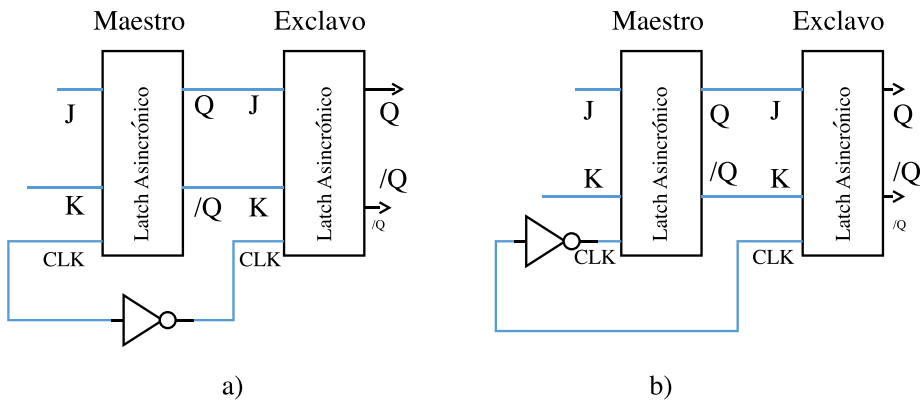 Maestro Exclavo
J Q J Q
Latch Asincrónico Latch Asincrónico
K /Q K /Q
/Q
CLK CLK
a)
Maestro Exclavo
J Q J Q
Latch Asincrónico Latch Asincrónico
K /Q K /Q
/Q
CLK CLK
b)